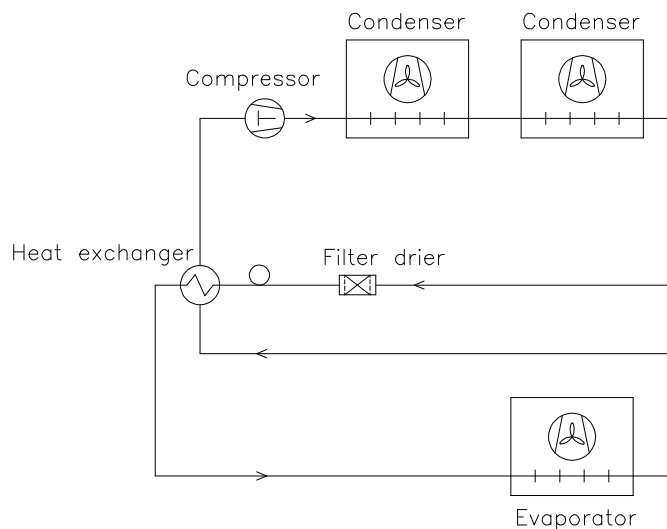 Condenser
Condenser
Compressor
Heat exchanger
Filter drier
Evaporator